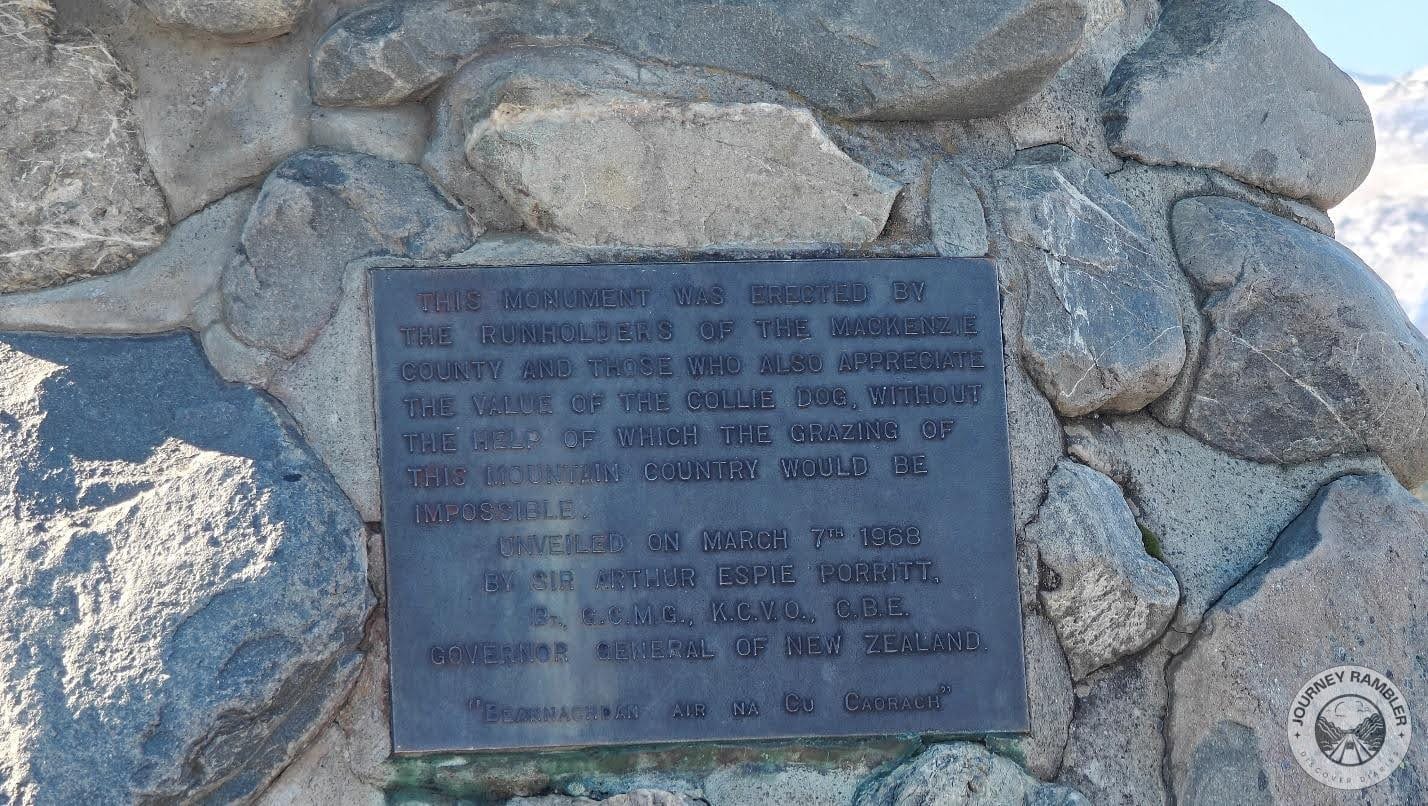 THIS MONUMENT WAS ERECTED BY
THE RUNHOLDERS OF THE MACKENZIE
COUNTY AND THOSE WHO ALSO APPRECIATE
THE VALUE OF THE COLLIE DOG, WITHOUT
THE HELP OF WHICH THE GRAZING OF
THIS MOUNTAIN COUNTRY WOULD BE
IMPOSSIBLE.
UNVEILED ON MARCH 7TH 1968
BY SIR ARTHUR ESPIE PORRITT,
BT., G.C.M.G., K.C.V.O., C.B.E.
GOVERNOR GENERAL OF NEW ZEALAND.
"BEANNACHDAN AIR NA CU CAORACH"
JOURNEY RAMBLER
DISCOVER DIARIES